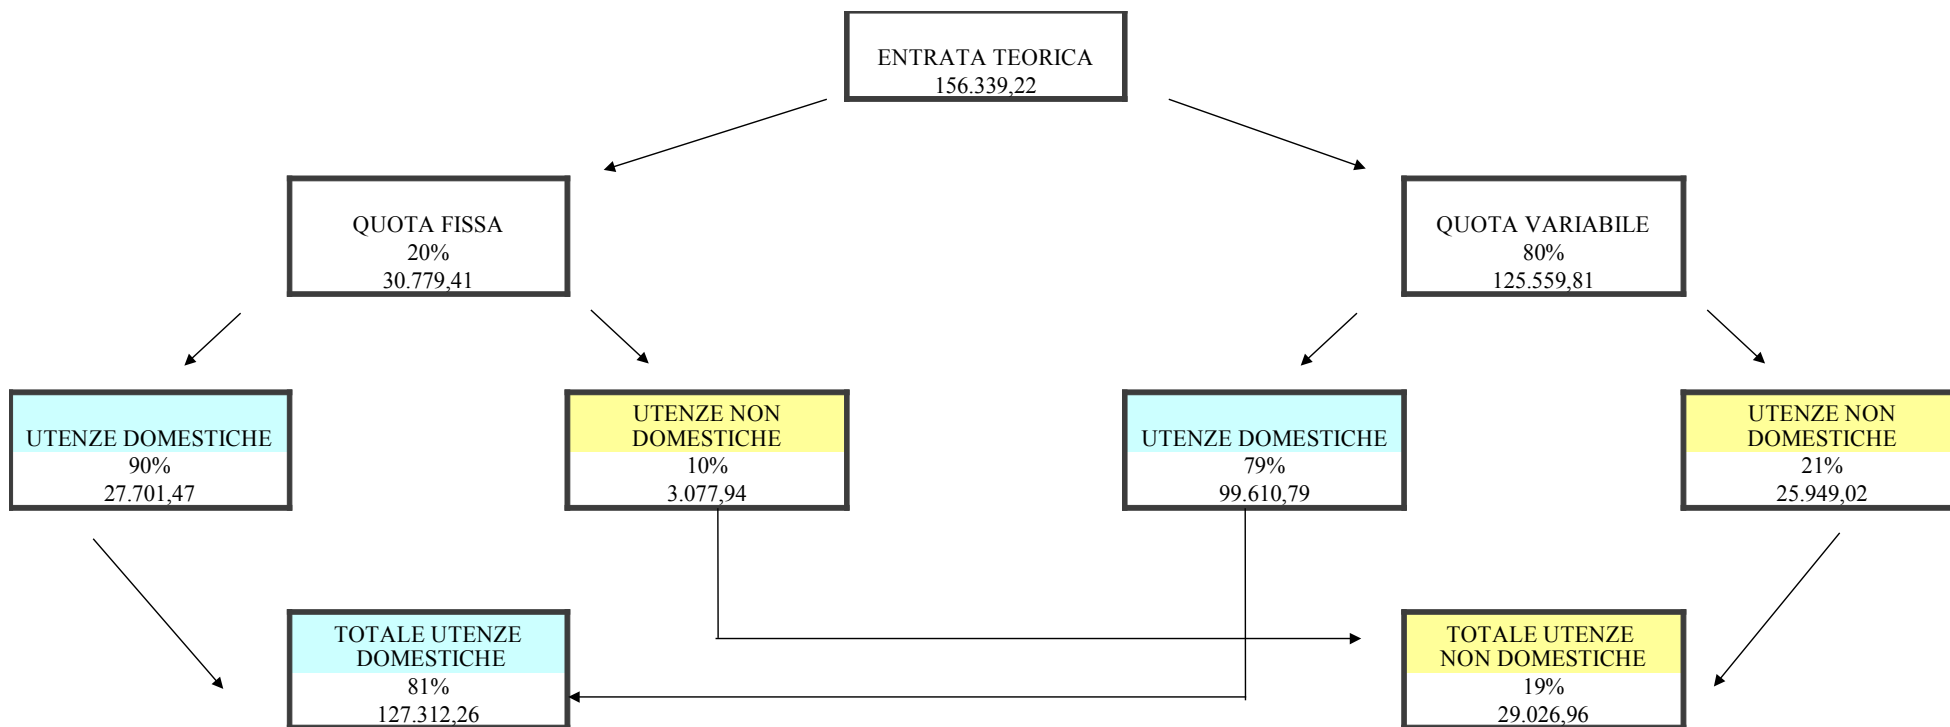 ENTRATA TEORICA
156.339,22
QUOTA FISSA
20%
30.779,41
QUOTA VARIABILE
80%
125.559,81
UTENZE DOMESTICHE
90%
27.701,47
UTENZE NON
DOMESTICHE
10%
3.077,94
UTENZE DOMESTICHE
79%
99.610,79
UTENZE NON
DOMESTICHE
21%
25.949,02
TOTALE UTENZE
DOMESTICHE
81%
127.312,26
TOTALE UTENZE
NON DOMESTICHE
19%
29.026,96